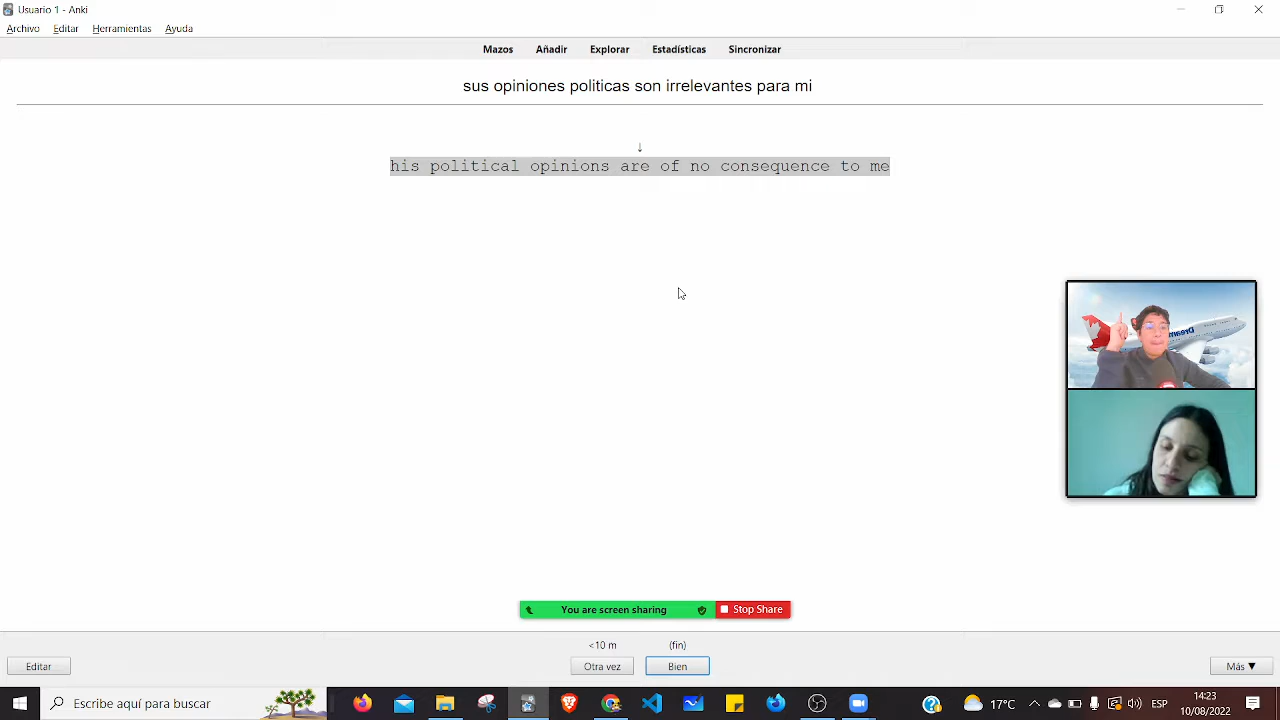 Usuario 1 - Anki
Archivo Editar Herramientas Ayuda
Mazos Añadir Explorar Estadísticas Sincronizar
sus opiniones politicas son irrelevantes para mi
↓
his political opinions are of no consequence to me
You are screen sharing Stop Share
<10 m (fin)
Editar Otra vez Bien Más ▼
Escribe aquí para buscar
17°C ESP 14:23
10/08/2022